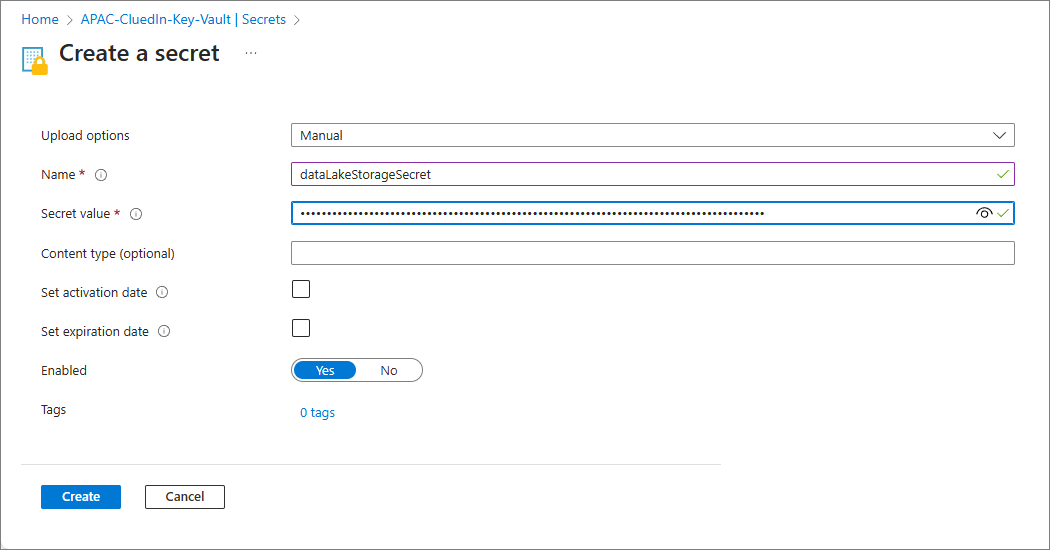 Home > APAC-CluedIn-Key-Vault | Secrets >
Create a secret ...
Upload options Manual
Name * dataLakeStorageSecret
Secret value * ••••••••••••••••••••••••••••••••••••••••••••••••••••••••••••••••••••••••••••••••••••••••
Content type (optional)
Set activation date
Set expiration date
Enabled Yes No
Tags 0 tags
Create Cancel